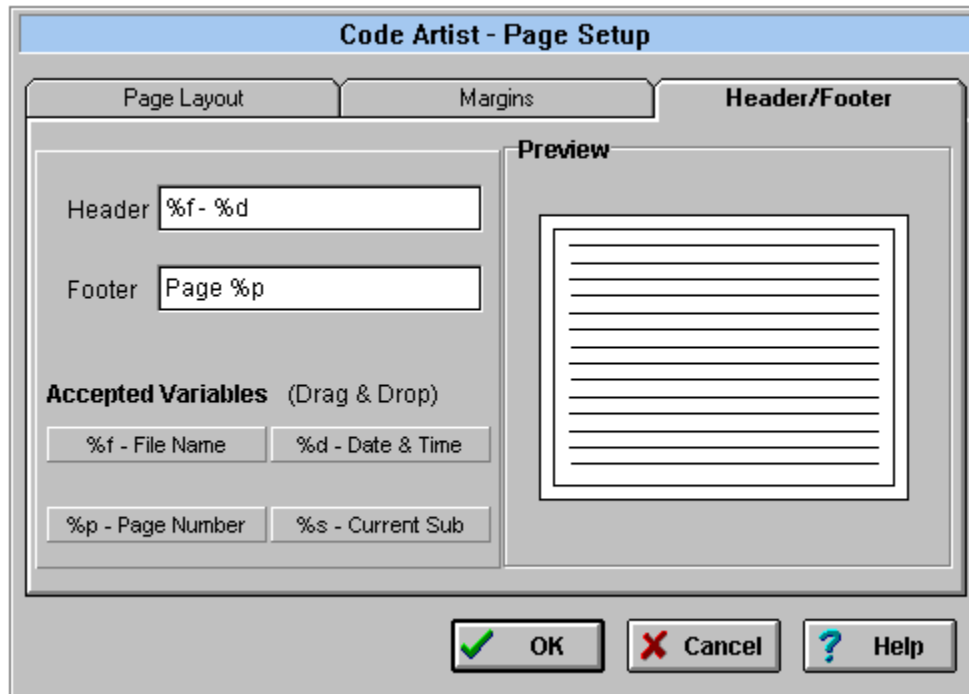 Code Artist - Page Setup
Page Layout
Margins
Header/Footer
Header
%f- %d
Footer
Page %p
Accepted Variables (Drag & Drop)
%f - File Name
%d - Date & Time
%p - Page Number
%s - Current Sub
Preview
OK
Cancel
Help